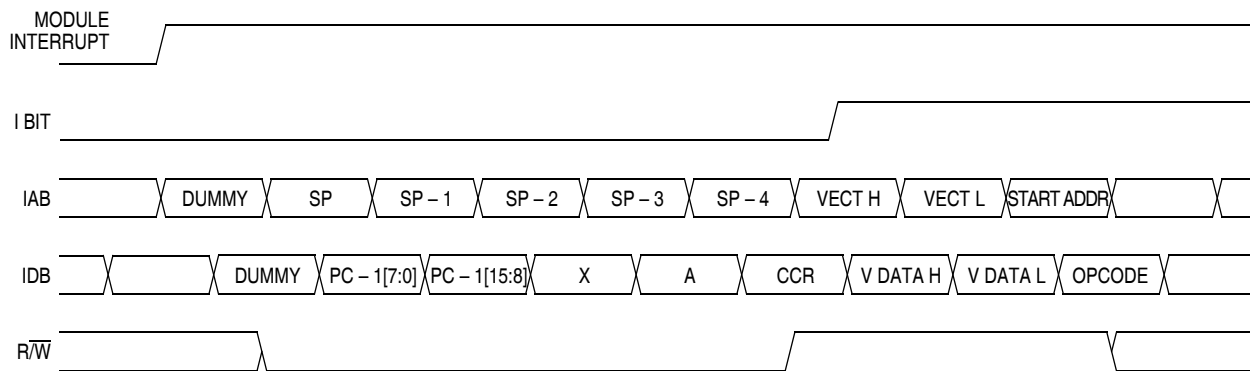 MODULE
INTERRUPT
I BIT
IAB DUMMY SP SP – 1 SP – 2 SP – 3 SP – 4 VECT H VECT L START ADDR
IDB DUMMY PC – 1[7:0] PC – 1[15:8] X A CCR V DATA H V DATA L OPCODE
R/W